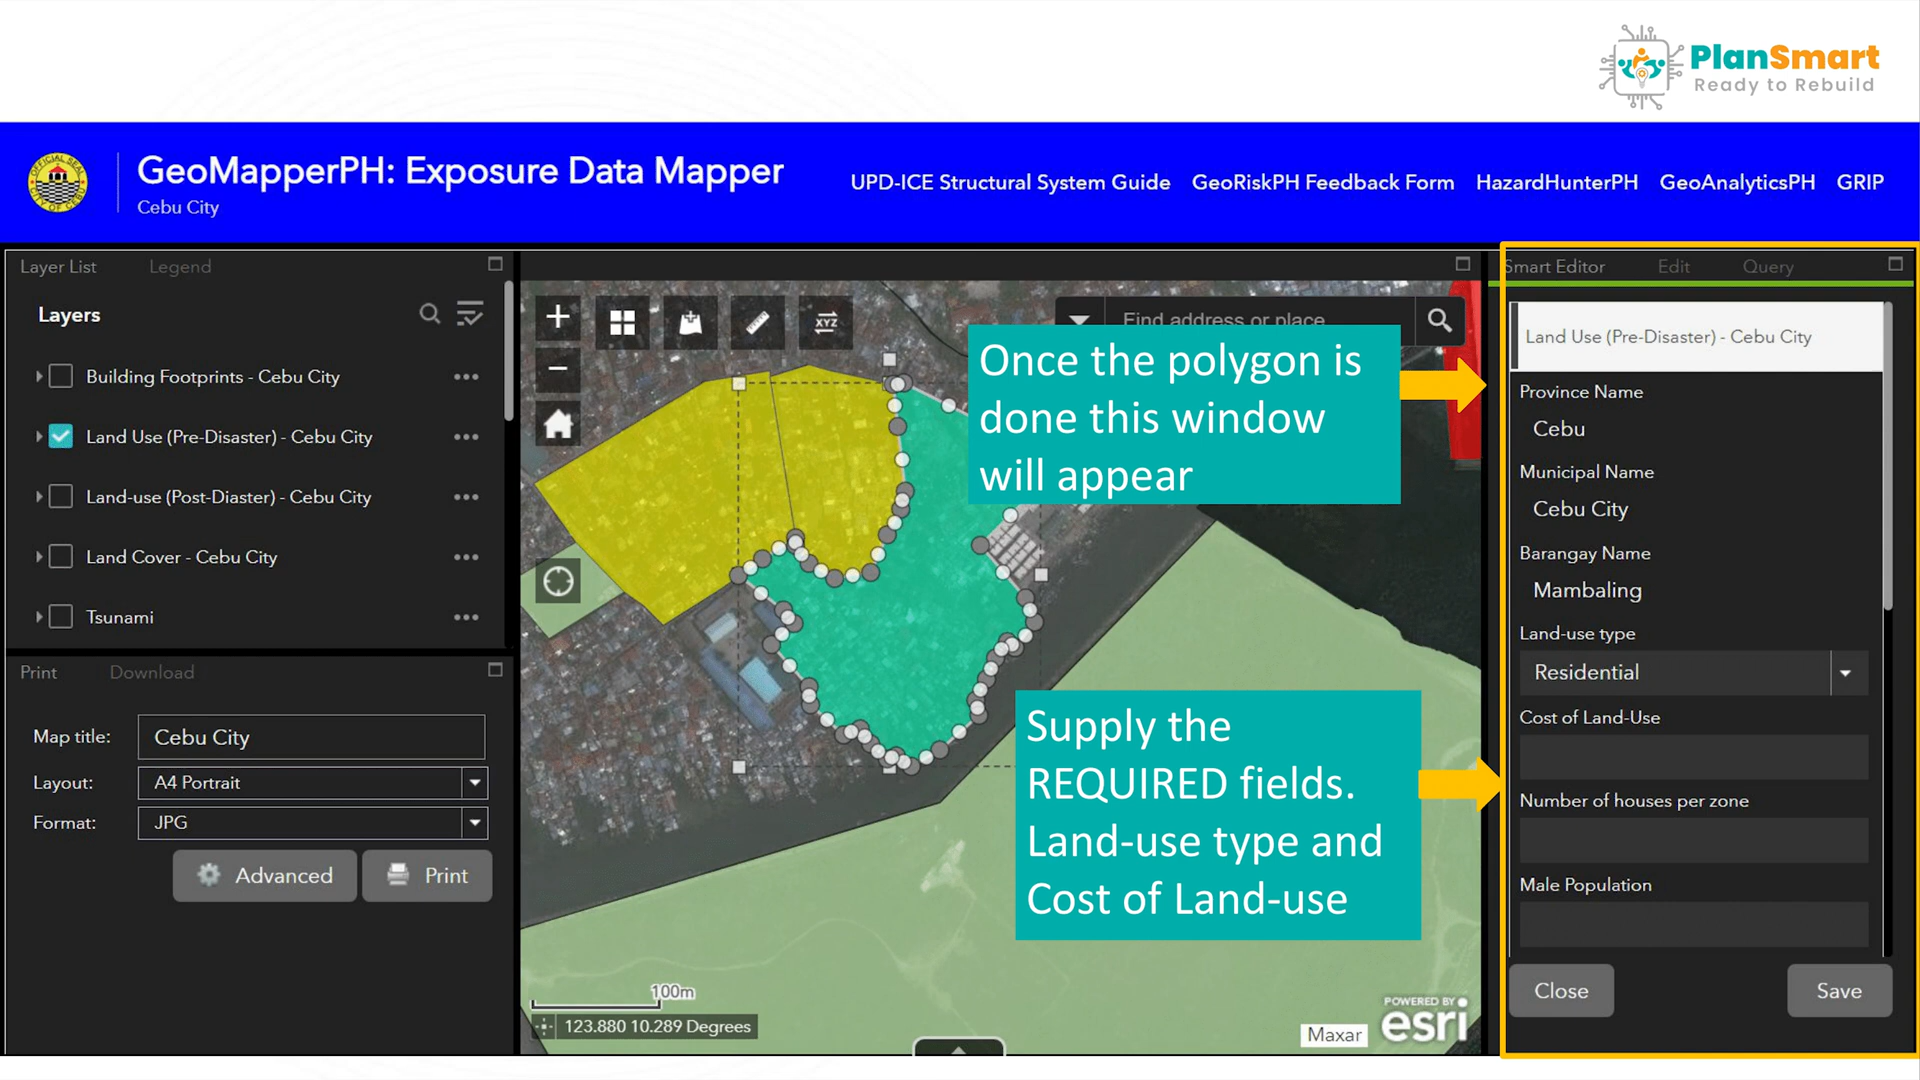 PlanSmart
Ready to Rebuild
OFFICIAL SEAL
CITY OF CEBU
GeoMapperPH: Exposure Data Mapper
Cebu City
UPD-ICE Structural System Guide
GeoRiskPH Feedback Form
HazardHunterPH
GeoAnalyticsPH
GRIP
Layer List
Legend
Layers
Building Footprints - Cebu City
Land Use (Pre-Disaster) - Cebu City
Land-use (Post-Diaster) - Cebu City
Land Cover - Cebu City
Tsunami
Print
Download
Map title:
Cebu City
Layout:
A4 Portrait
Format:
JPG
Advanced
Print
XYZ
Find address or place
Once the polygon is
done this window
will appear
Supply the
REQUIRED fields.
Land-use type and
Cost of Land-use
100m
123.880 10.289 Degrees
Maxar
POWERED BY
esri
Smart Editor
Edit
Query
Land Use (Pre-Disaster) - Cebu City
Province Name
Cebu
Municipal Name
Cebu City
Barangay Name
Mambaling
Land-use type
Residential
Cost of Land-Use
Number of houses per zone
Male Population
Close
Save